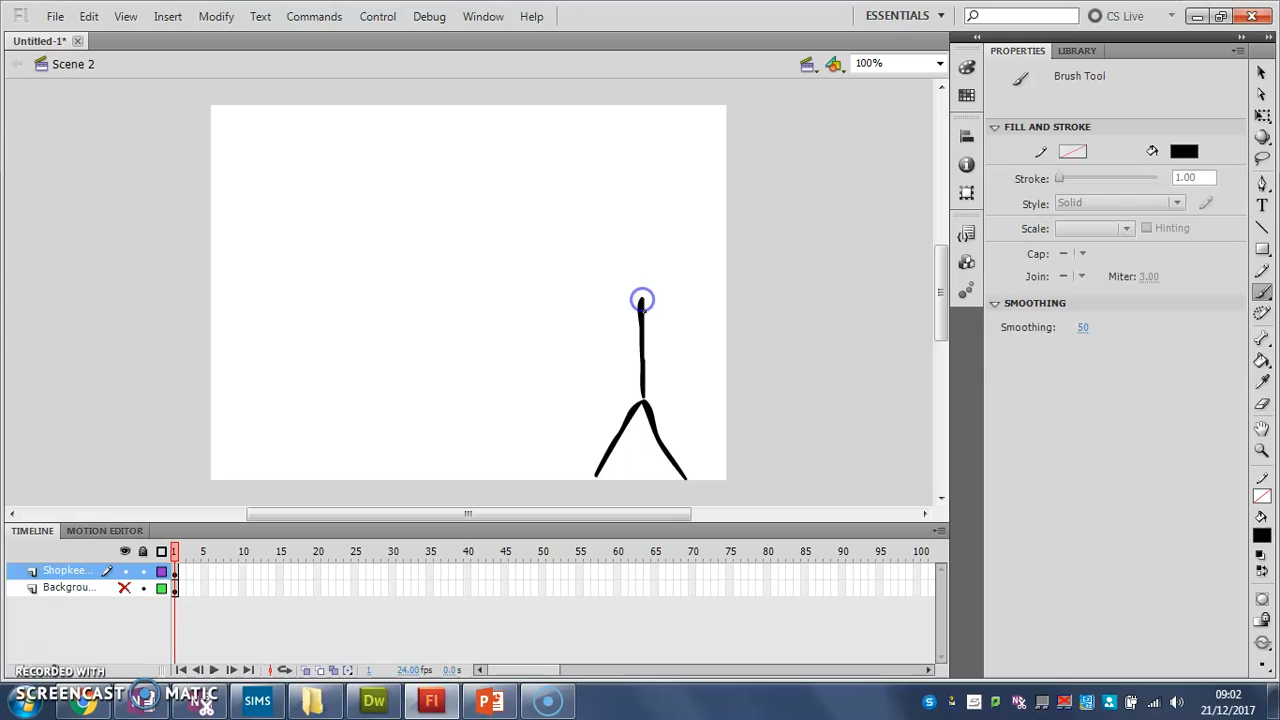 Fl File Edit View Insert Modify Text Commands Control Debug Window Help ESSENTIALS CS Live
Untitled-1*
Scene 2 100%
PROPERTIES LIBRARY
Brush Tool
FILL AND STROKE
Stroke: 1.00
Style: Solid
Scale: Hinting
Cap:
Join: Miter: 3.00
SMOOTHING
Smoothing: 50
TIMELINE MOTION EDITOR
1 5 10 15 20 25 30 35 40 45 50 55 60 65 70 75 80 85 90 95 100
Shopkee...
Backgrou...
1 24.00 fps 0.0 s
RECORDED WITH
SCREENCAST MATIC
SIMS Dw Fl P
09:02
21/12/2017